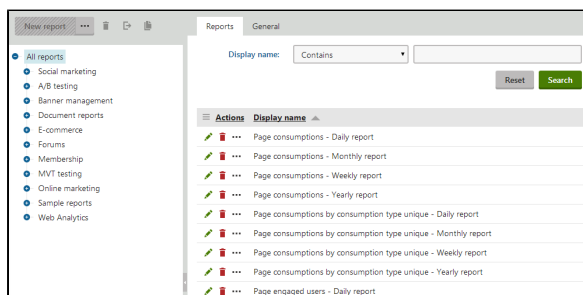 New report
All reports
Social marketing
A/B testing
Banner management
Document reports
E-commerce
Forums
Membership
MVT testing
Online marketing
Sample reports
Web Analytics
Reports General
Display name: Contains
Reset Search
Actions Display name
Page consumptions - Daily report
Page consumptions - Monthly report
Page consumptions - Weekly report
Page consumptions - Yearly report
Page consumptions by consumption type unique - Daily report
Page consumptions by consumption type unique - Monthly report
Page consumptions by consumption type unique - Weekly report
Page consumptions by consumption type unique - Yearly report
Page engaged users - Daily report